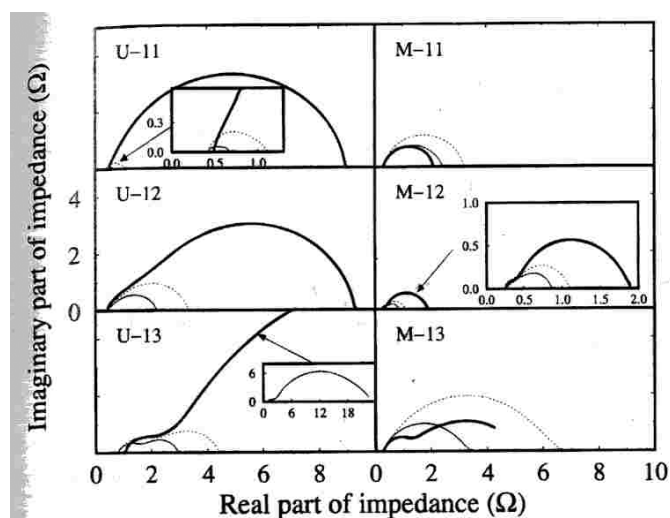 Imaginary part of impedance (Ω)
U–11
0.3
0.0
0.0 0.5 1.0
M–11
4
2
0
U–12
M–12
1.0
0.5
0.0
0.0 0.5 1.0 1.5 2.0
U–13
6
0
0 6 12 18
M–13
0 2 4 6 8 0 2 4 6 8 10
Real part of impedance (Ω)